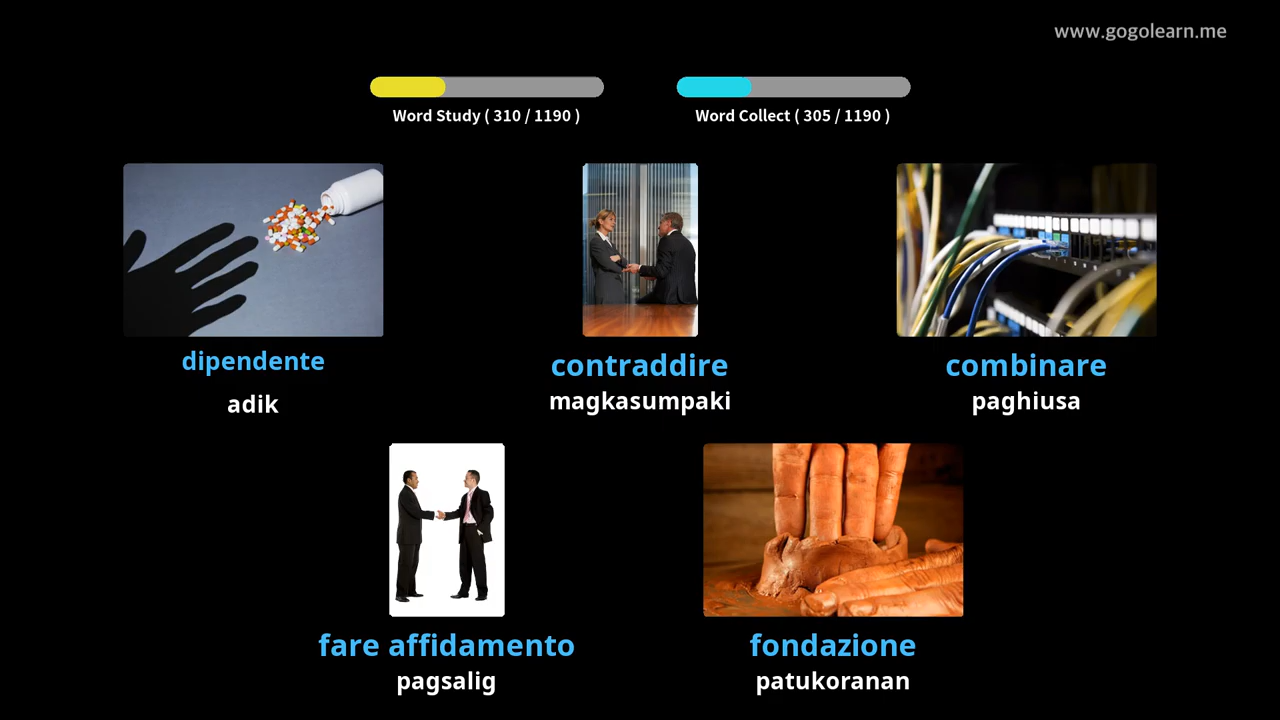 www.gogolearn.me
Word Study ( 310 / 1190 )
Word Collect ( 305 / 1190 )
dipendente
adik
contraddire
magkasumpaki
combinare
paghiusa
fare affidamento
pagsalig
fondazione
patukoranan